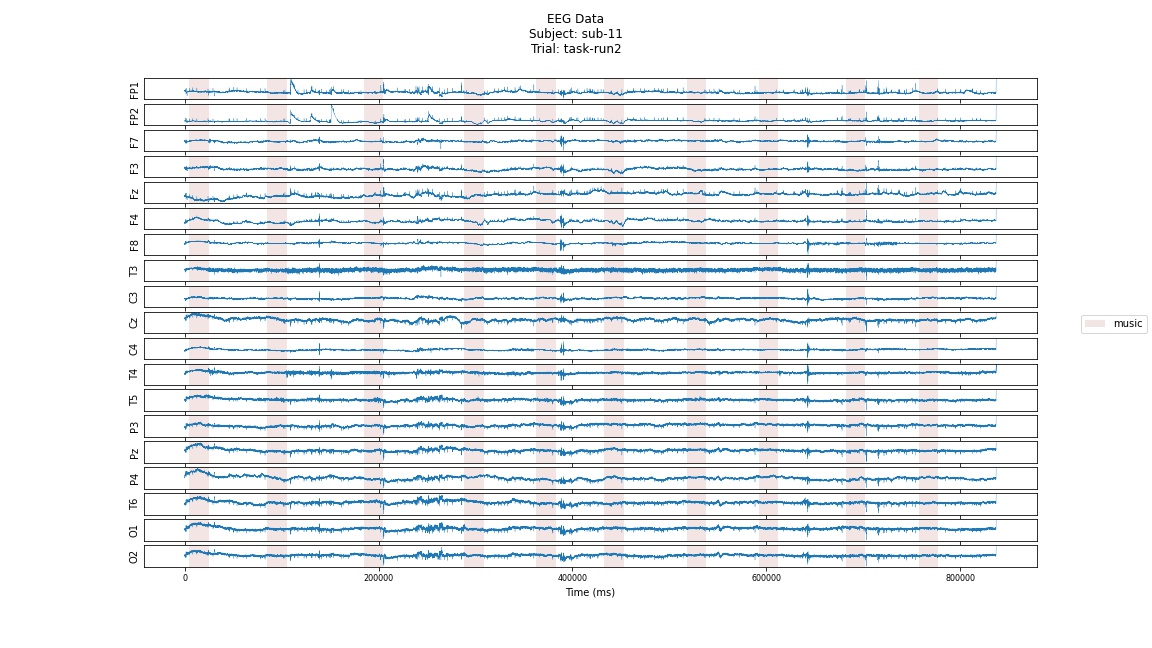 EEG Data
Subject: sub-11
Trial: task-run2
FP1
FP2
F7
F3
Fz
F4
F8
T3
C3
Cz
C4
T4
T5
P3
Pz
P4
T6
O1
O2
music
0 200000 400000 600000 800000
Time (ms)